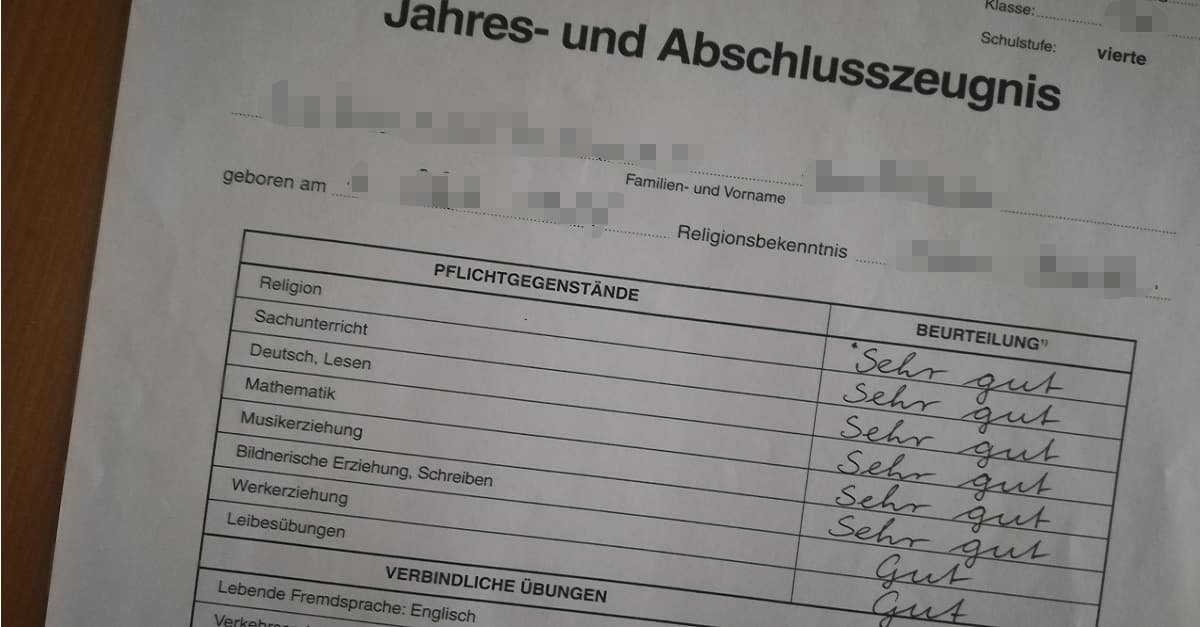 Klasse:
Schulstufe: vierte
Jahres- und Abschlusszeugnis
Familien- und Vorname
geboren am
Religionsbekenntnis
PFLICHTGEGENSTÄNDE BEURTEILUNG¹⁾
Religion *Sehr gut
Sachunterricht Sehr gut
Deutsch, Lesen Sehr gut
Mathematik Sehr gut
Musikerziehung Sehr gut
Bildnerische Erziehung, Schreiben Sehr gut
Werkerziehung Gut
Leibesübungen Gut
VERBINDLICHE ÜBUNGEN
Lebende Fremdsprache: Englisch